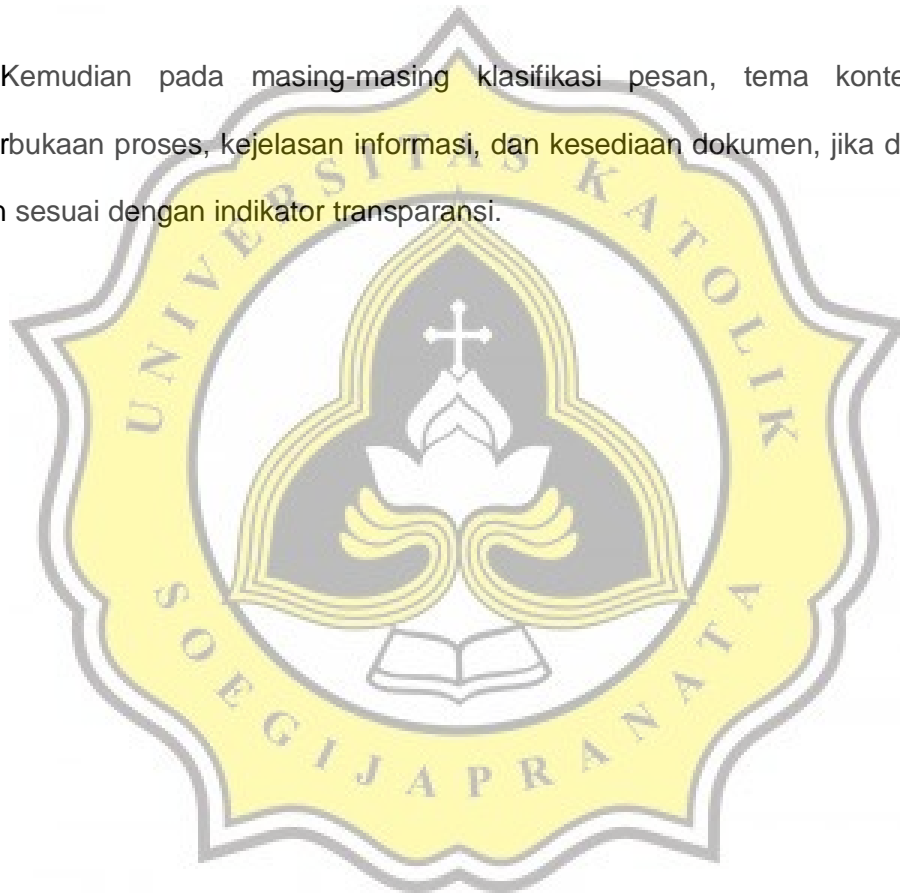 Kemudian pada masing-masing klasifikasi pesan, tema konte
rbukaan proses, kejelasan informasi, dan kesediaan dokumen, jika d
sesuai dengan indikator transparansi.
UNIVERSITAS KATOLIK
SOEGIJAPRANATA